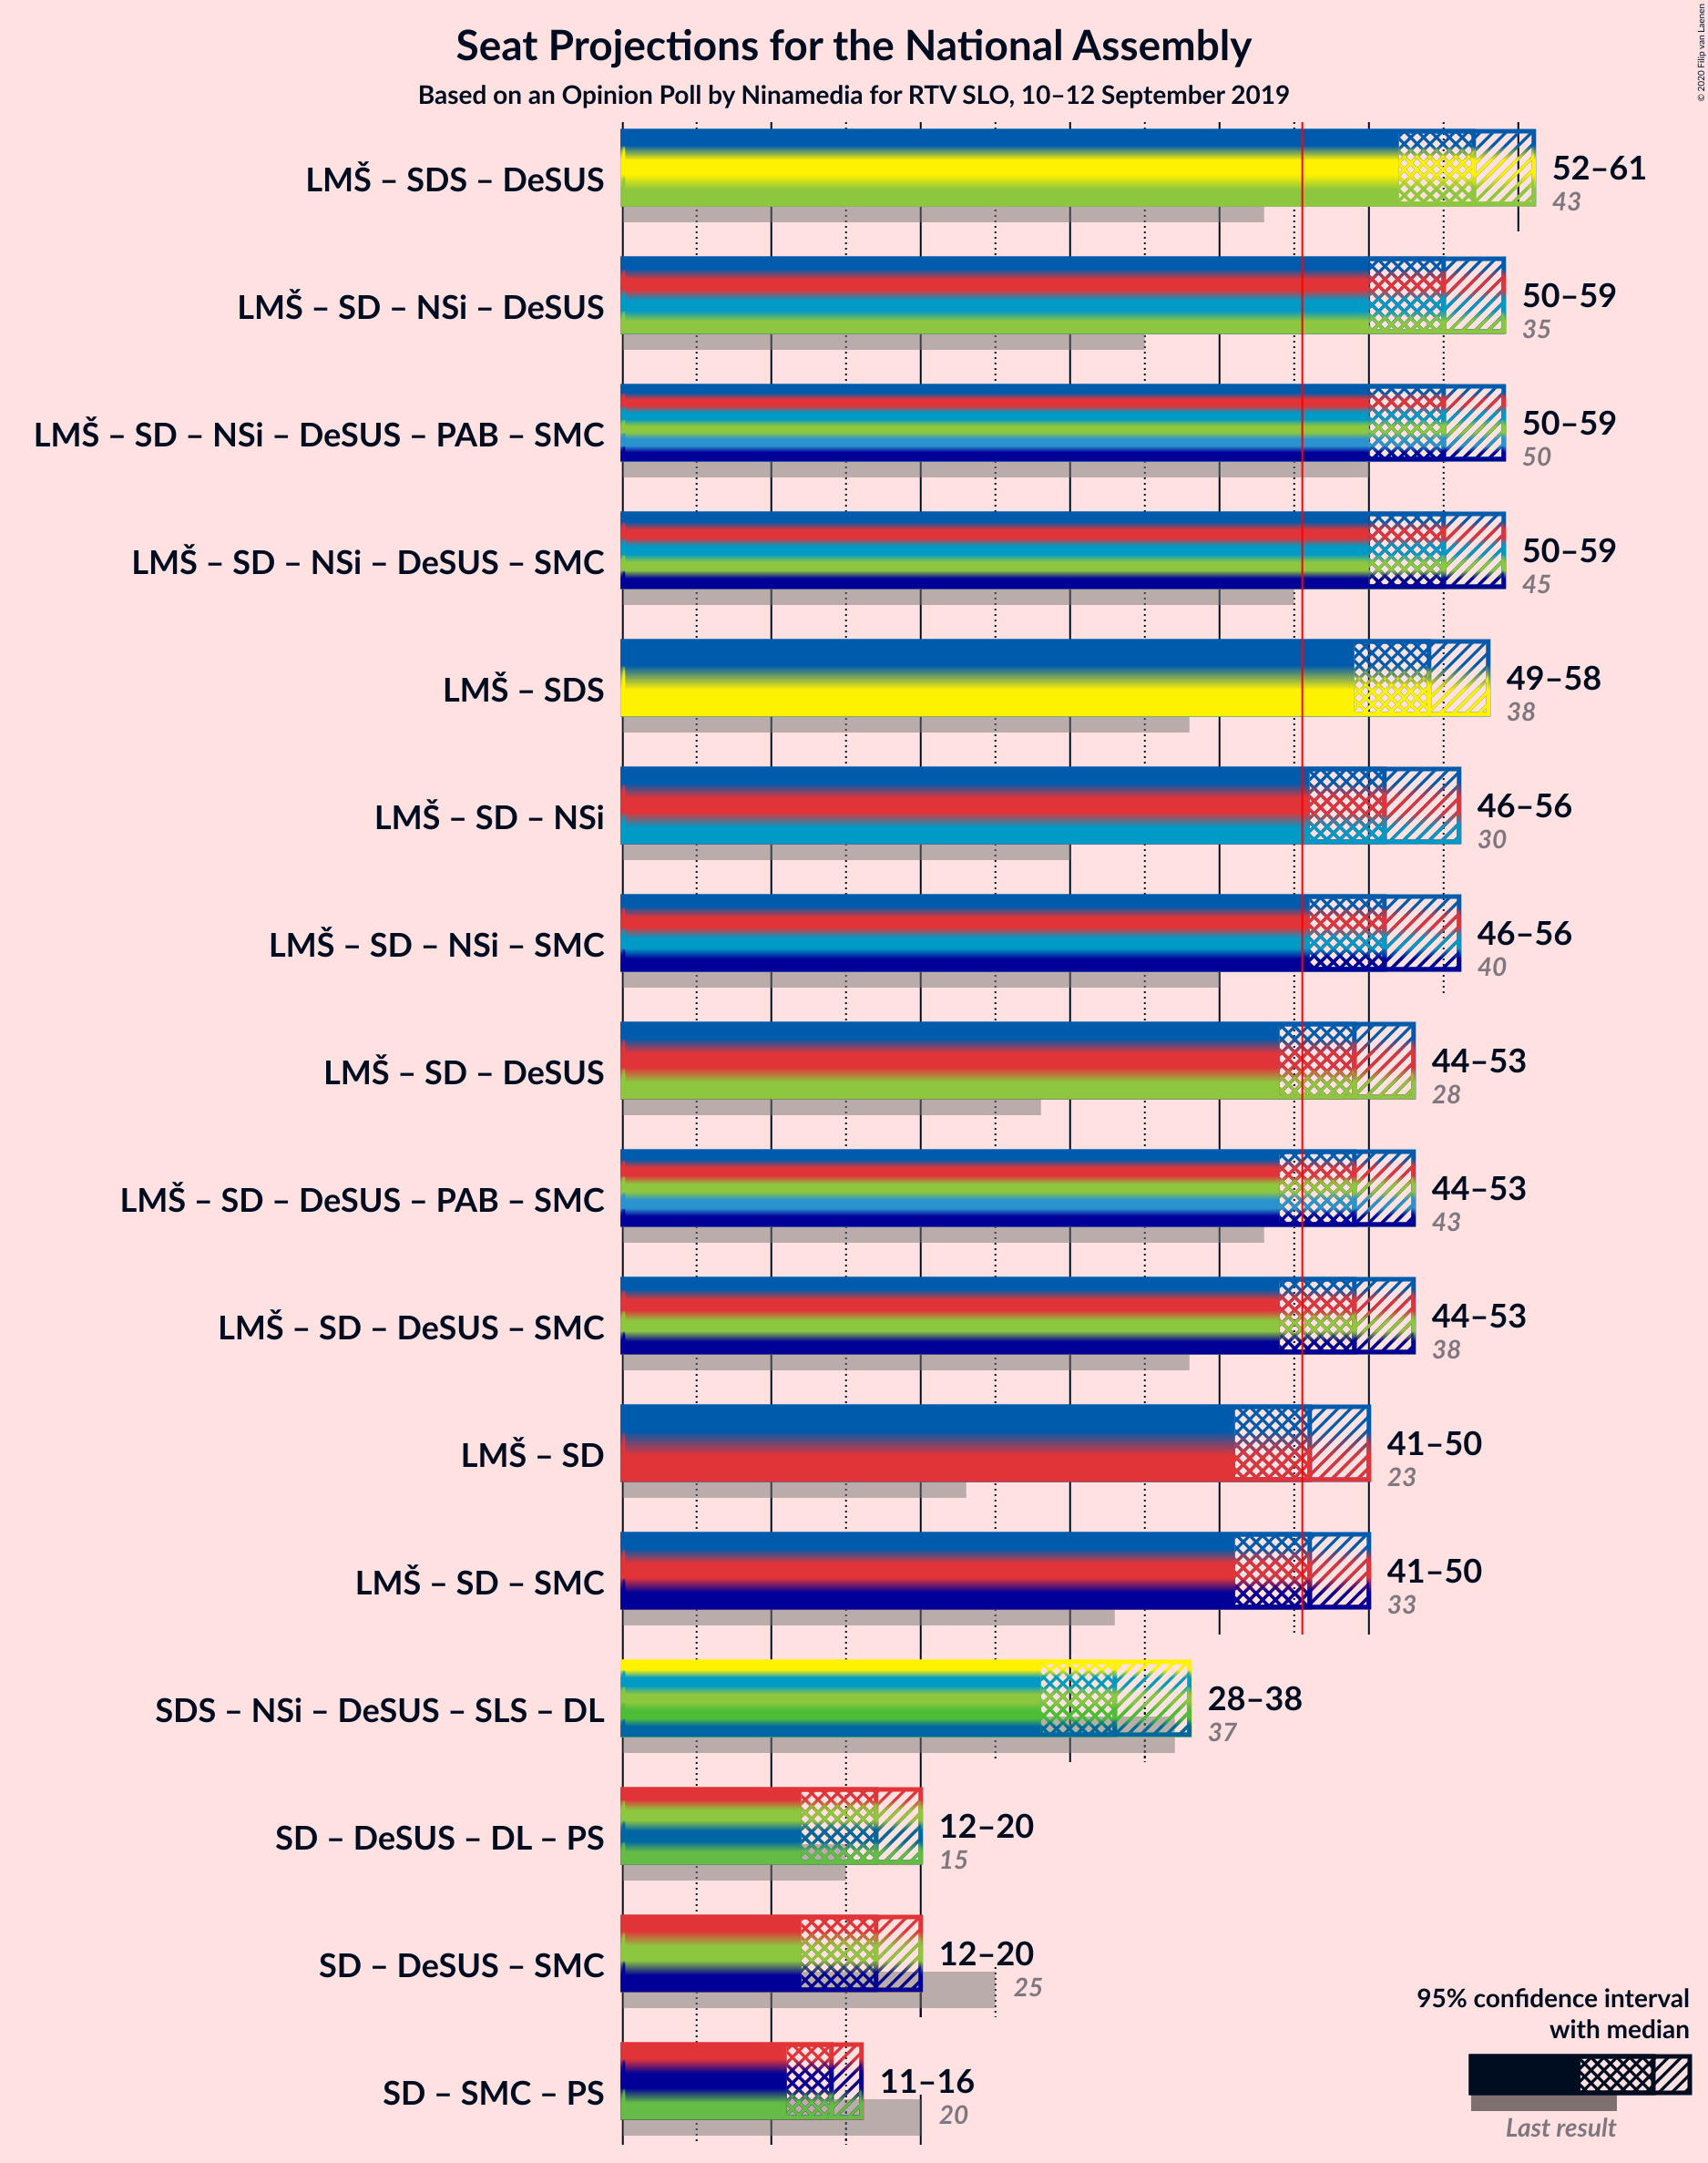 Seat Projections for the National Assembly
Based on an Opinion Poll by Ninamedia for RTV SLO, 10–12 September 2019
© 2020 Filip van Laenen
LMŠ – SDS – DeSUS
52–61
43
LMŠ – SD – NSi – DeSUS
50–59
35
LMŠ – SD – NSi – DeSUS – PAB – SMC
50–59
50
LMŠ – SD – NSi – DeSUS – SMC
50–59
45
LMŠ – SDS
49–58
38
LMŠ – SD – NSi
46–56
30
LMŠ – SD – NSi – SMC
46–56
40
LMŠ – SD – DeSUS
44–53
28
LMŠ – SD – DeSUS – PAB – SMC
44–53
43
LMŠ – SD – DeSUS – SMC
44–53
38
LMŠ – SD
41–50
23
LMŠ – SD – SMC
41–50
33
SDS – NSi – DeSUS – SLS – DL
28–38
37
SD – DeSUS – DL – PS
12–20
15
SD – DeSUS – SMC
12–20
25
SD – SMC – PS
11–16
20
95% confidence interval
with median
Last result